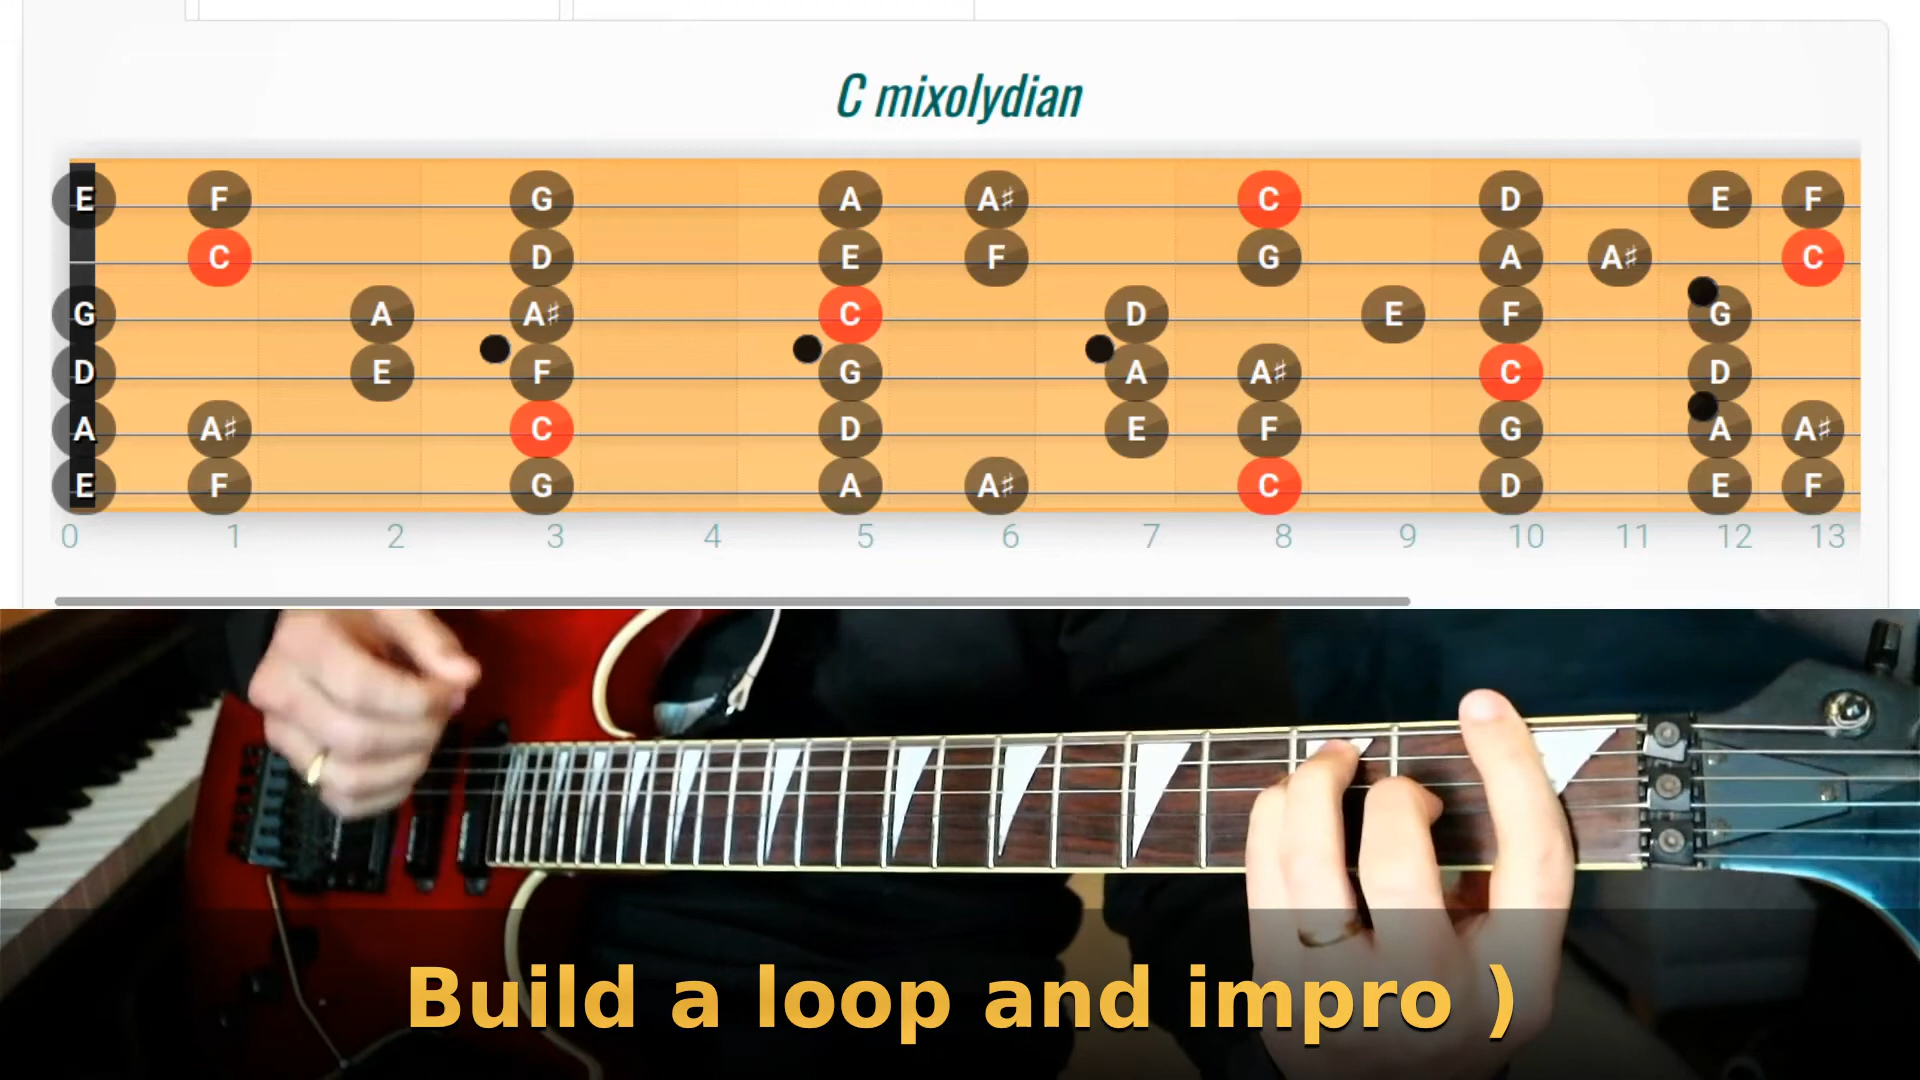 C mixolydian
E F G A A♯ C D E F
C D E F G A A♯ C
G A A♯ C D E F G
D E F G A A♯ C D
A A♯ C D E F G A A♯
E F G A A♯ C D E F
0 1 2 3 4 5 6 7 8 9 10 11 12 13
Build a loop and impro )